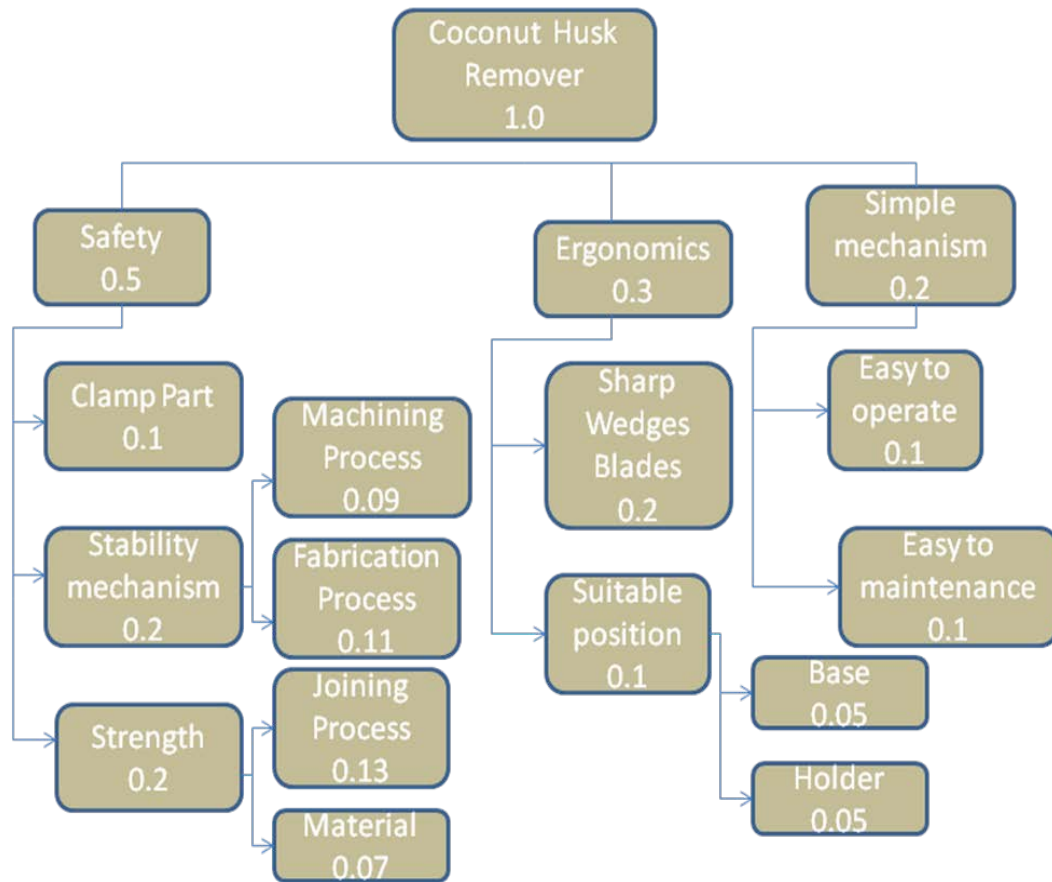 Coconut Husk
Remover
1.0
Safety
0.5
Ergonomics
0.3
Simple
mechanism
0.2
Clamp Part
0.1
Stability
mechanism
0.2
Strength
0.2
Machining
Process
0.09
Fabrication
Process
0.11
Joining
Process
0.13
Material
0.07
Sharp
Wedges
Blades
0.2
Suitable
position
0.1
Base
0.05
Holder
0.05
Easy to
operate
0.1
Easy to
maintenance
0.1